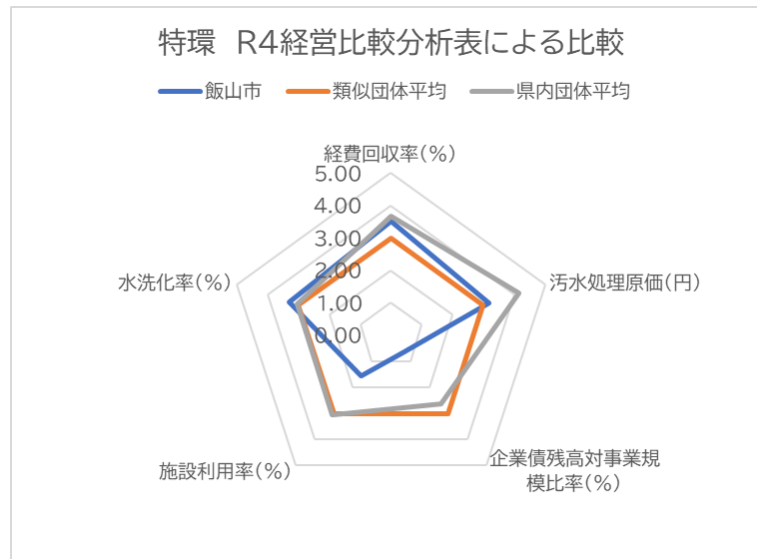 特環　R4経営比較分析表による比較
飯山市　類似団体平均　県内団体平均
経費回収率(%)
5.00
4.00
3.00
2.00
1.00
0.00
水洗化率(%)
汚水処理原価(円)
施設利用率(%)
企業債残高対事業規
模比率(%)